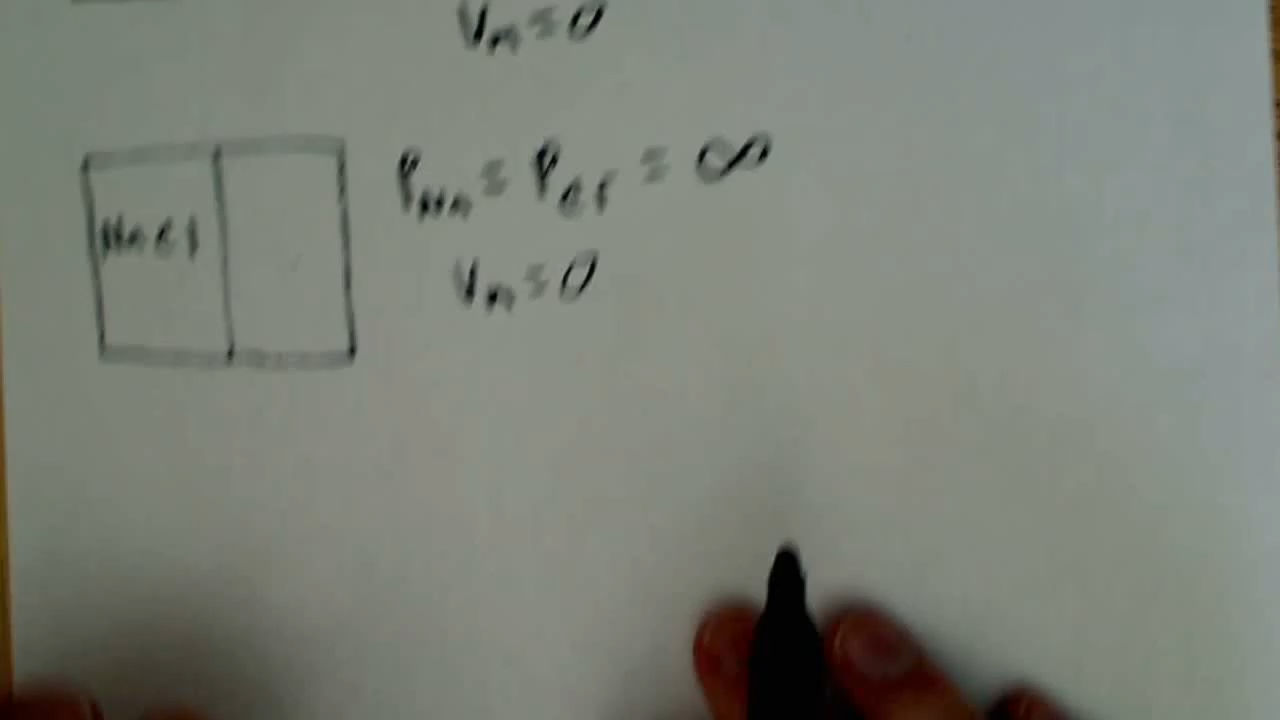 Vm = 0
PNa = PCl = ∞
NaCl
Vm = 0